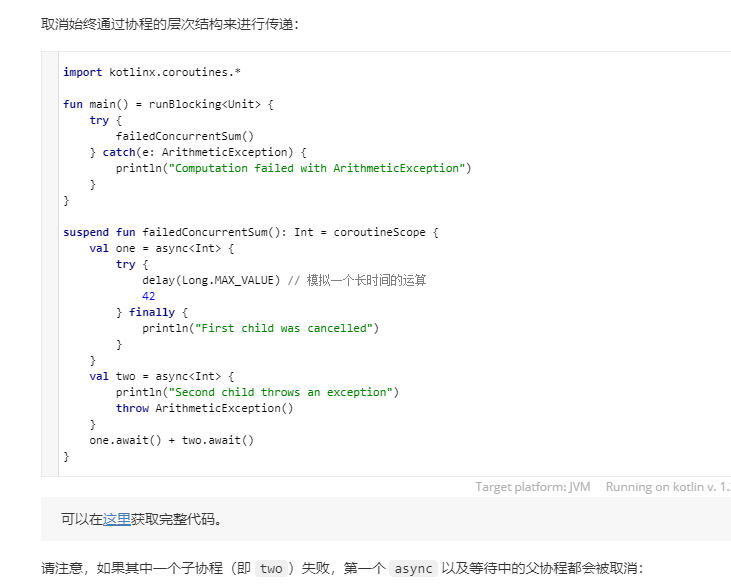 取消始终通过协程的层次结构来进行传递：
import kotlinx.coroutines.*
fun main() = runBlocking<Unit> {
    try {
        failedConcurrentSum()
    } catch(e: ArithmeticException) {
        println("Computation failed with ArithmeticException")
    }
}
suspend fun failedConcurrentSum(): Int = coroutineScope {
    val one = async<Int> {
        try {
            delay(Long.MAX_VALUE) // 模拟一个长时间的运算
            42
        } finally {
            println("First child was cancelled")
        }
    }
    val two = async<Int> {
        println("Second child throws an exception")
        throw ArithmeticException()
    }
    one.await() + two.await()
}
Target platform: JVM Running on kotlin v. 1.
可以在这里获取完整代码。
请注意，如果其中一个子协程（即 two）失败，第一个 async 以及等待中的父协程都会被取消：